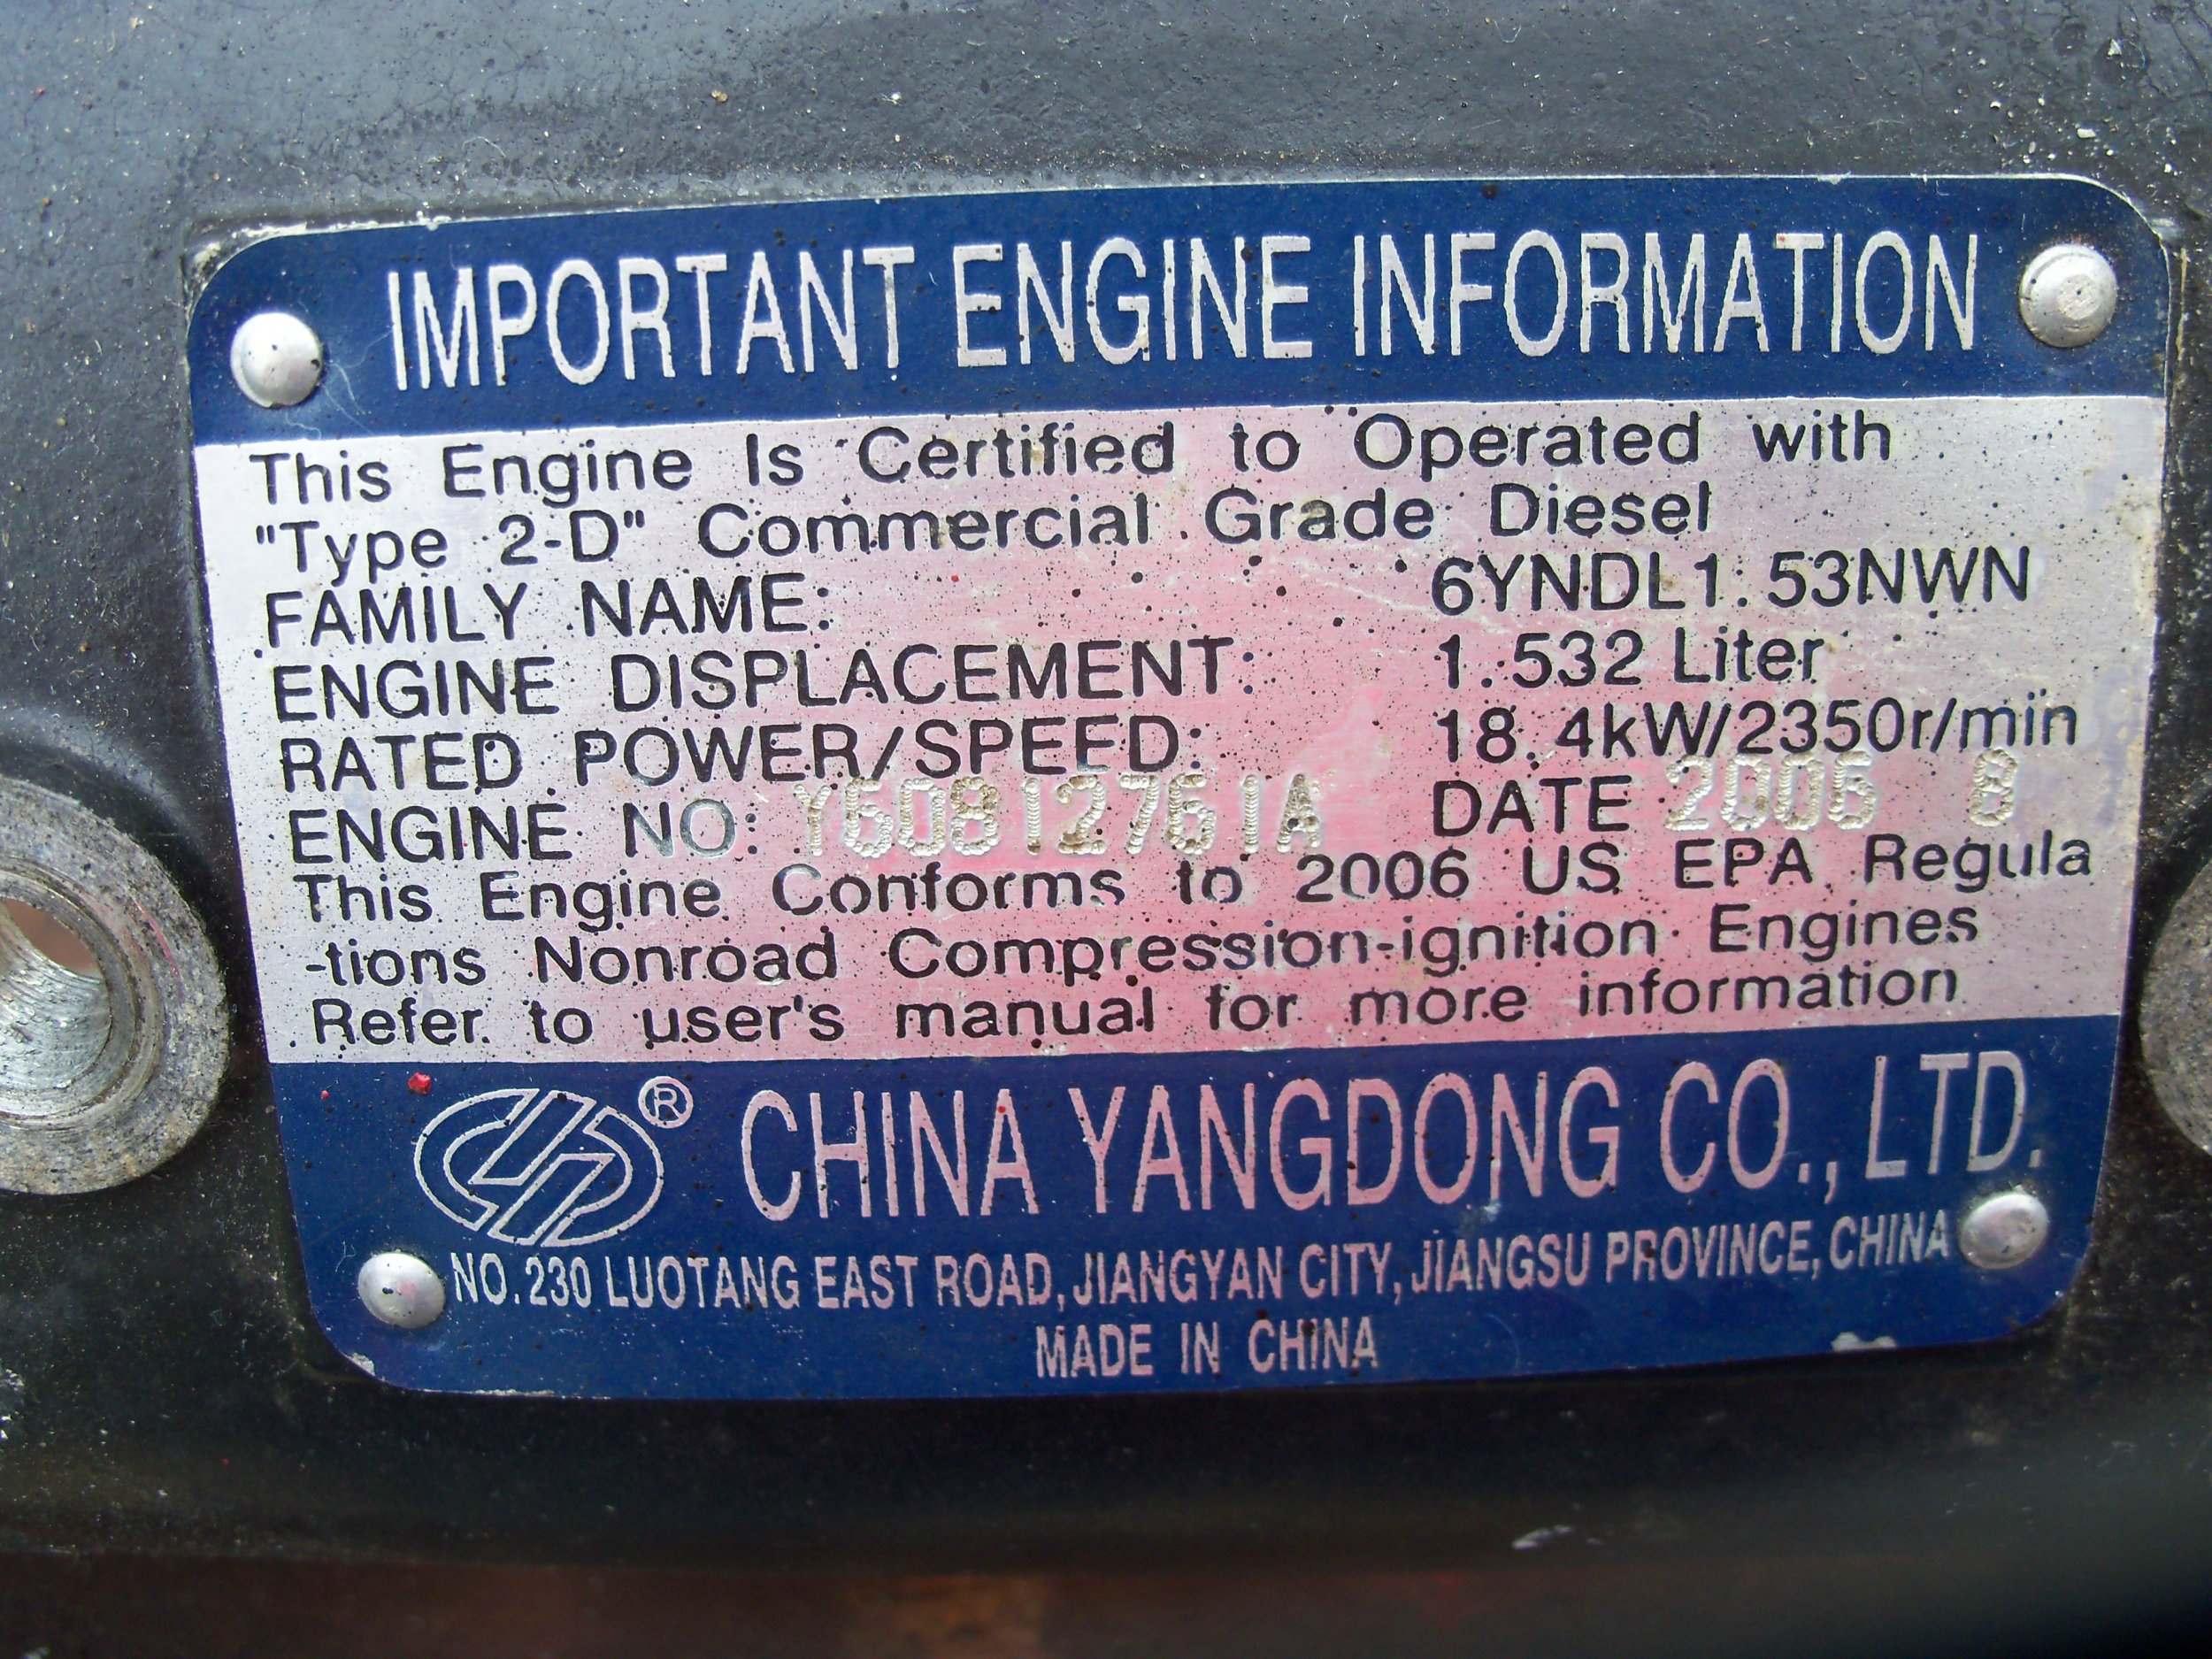 IMPORTANT ENGINE INFORMATION
This Engine Is Certified to Operated with
"Type 2-D" Commercial Grade Diesel
FAMILY NAME: 6YNDL1.53NWN
ENGINE DISPLACEMENT: 1.532 Liter
RATED POWER/SPEED: 18.4kW/2350r/min
ENGINE NO: Y60812761A DATE 2006 8
This Engine Conforms to 2006 US EPA Regula
-tions Nonroad Compression-ignition Engines
Refer to user's manual for more information
® CHINA YANGDONG CO., LTD.
NO.230 LUOTANG EAST ROAD, JIANGYAN CITY, JIANGSU PROVINCE, CHINA
MADE IN CHINA